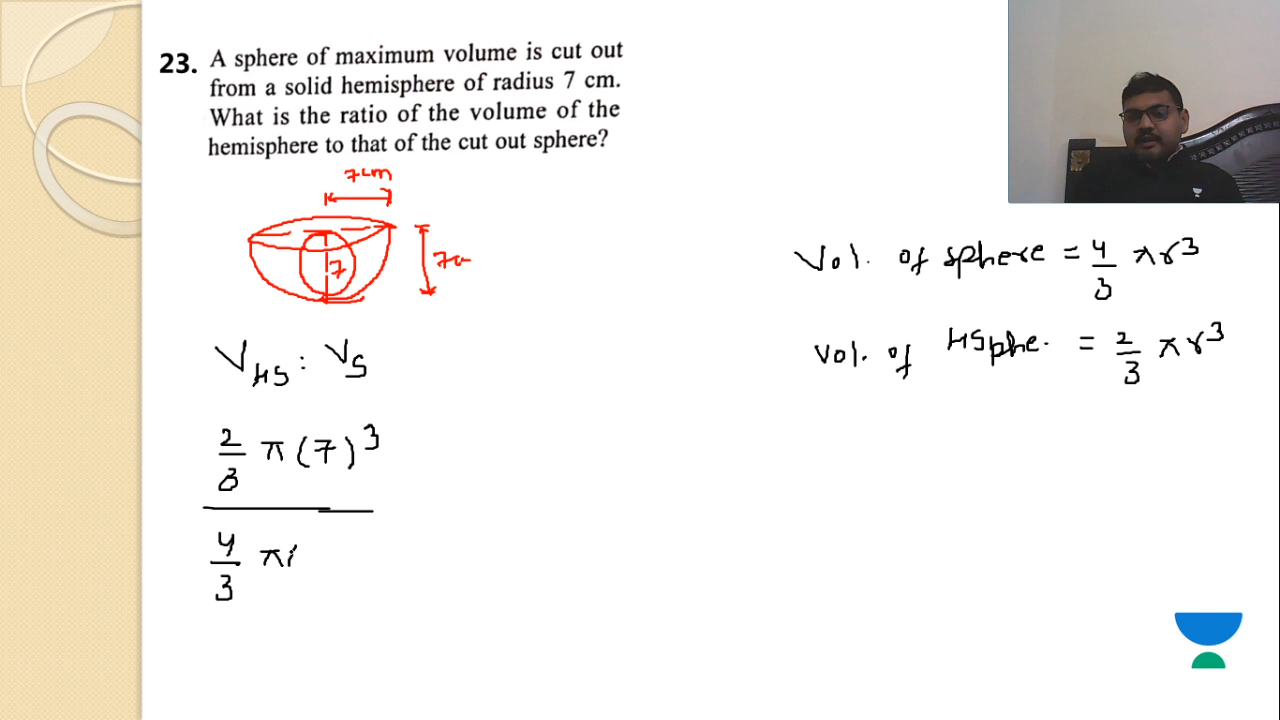 23. A sphere of maximum volume is cut out
from a solid hemisphere of radius 7 cm.
What is the ratio of the volume of the
hemisphere to that of the cut out sphere?
7cm
7
7c
Vol. of sphere = 4/3 πr³
Vol. of HSphe. = 2/3 πr³
V_HS : V_S
2/3 π(7)³
4/3 π